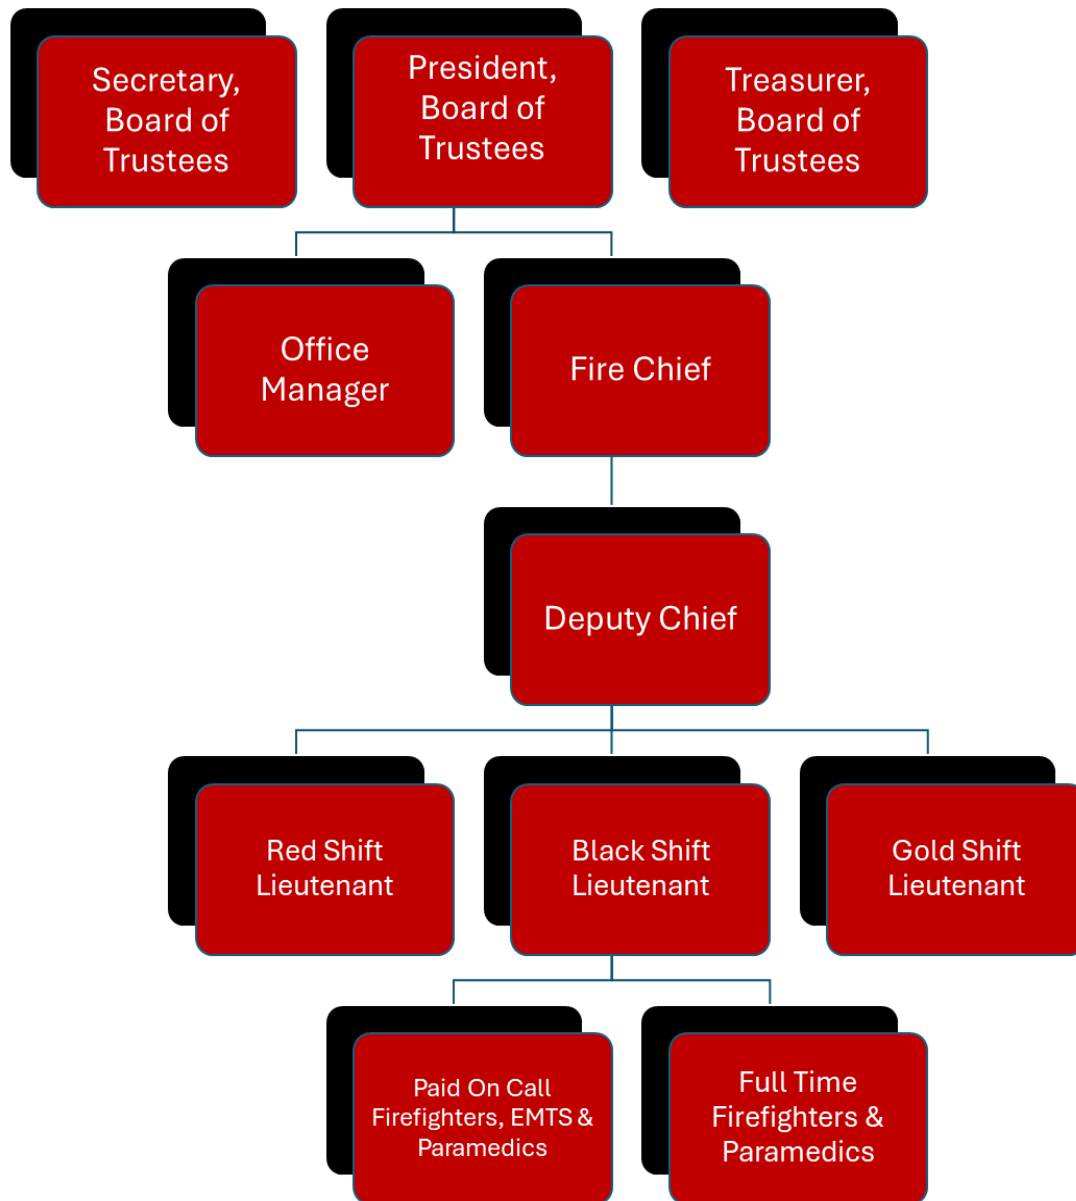 Secretary,
Board of
Trustees
President,
Board of
Trustees
Treasurer,
Board of
Trustees
Office
Manager
Fire Chief
Deputy Chief
Red Shift
Lieutenant
Black Shift
Lieutenant
Gold Shift
Lieutenant
Paid On Call
Firefighters, EMTS &
Paramedics
Full Time
Firefighters &
Paramedics